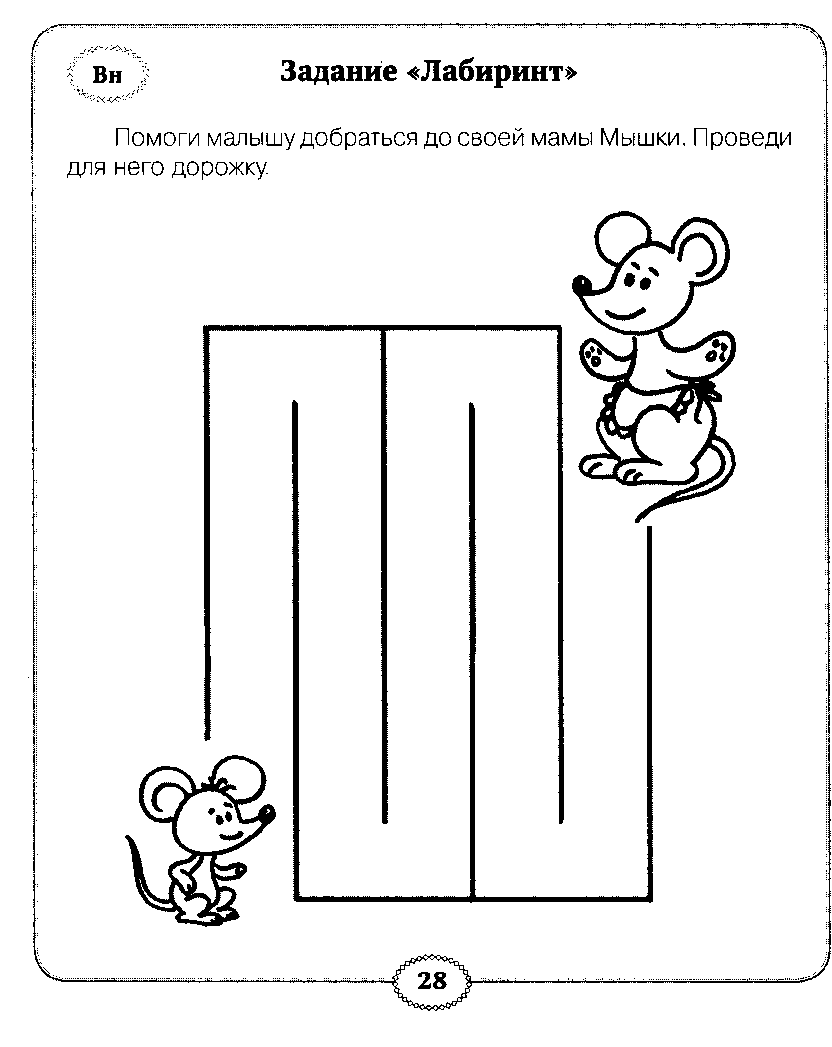 Вн
Задание «Лабиринт»
Помоги малышу добраться до своей мамы Мышки. Проведи
для него дорожку.
28